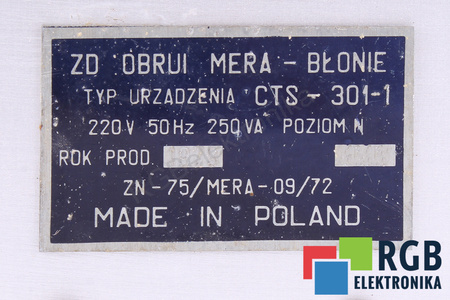 ZD OBRUI MERA - BŁONIE
TYP URZADZENIA CTS - 301-1
220V 50Hz 250VA POZIOM N
ROK PROD.
ZN - 75/MERA - 09/72
MADE IN POLAND
RGB
ELEKTRONIKA